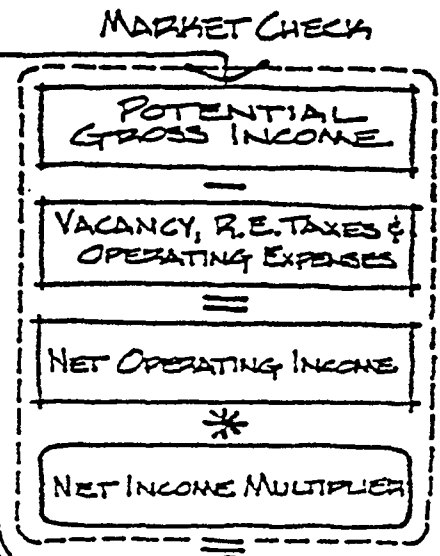 MARKET CHECK
POTENTIAL
GROSS INCOME
—
VACANCY, R.E. TAXES &
OPERATING EXPENSES
=
NET OPERATING INCOME
*
NET INCOME MULTIPLIER
=